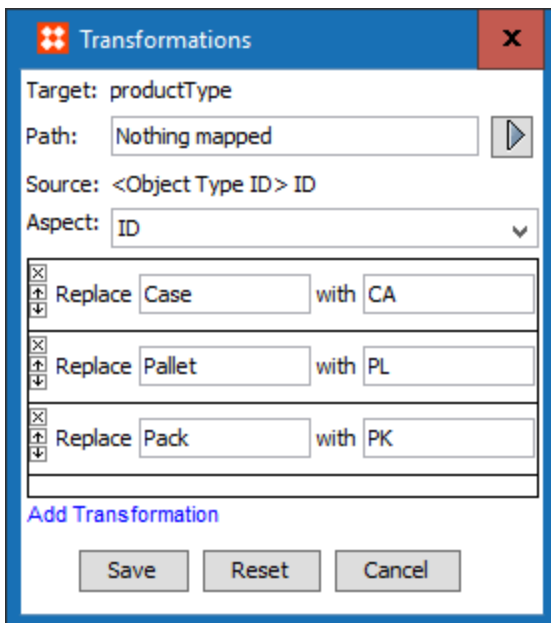 Transformations x
Target: productType
Path: Nothing mapped
Source: <Object Type ID> ID
Aspect: ID
Replace Case with CA
Replace Pallet with PL
Replace Pack with PK
Add Transformation
Save Reset Cancel